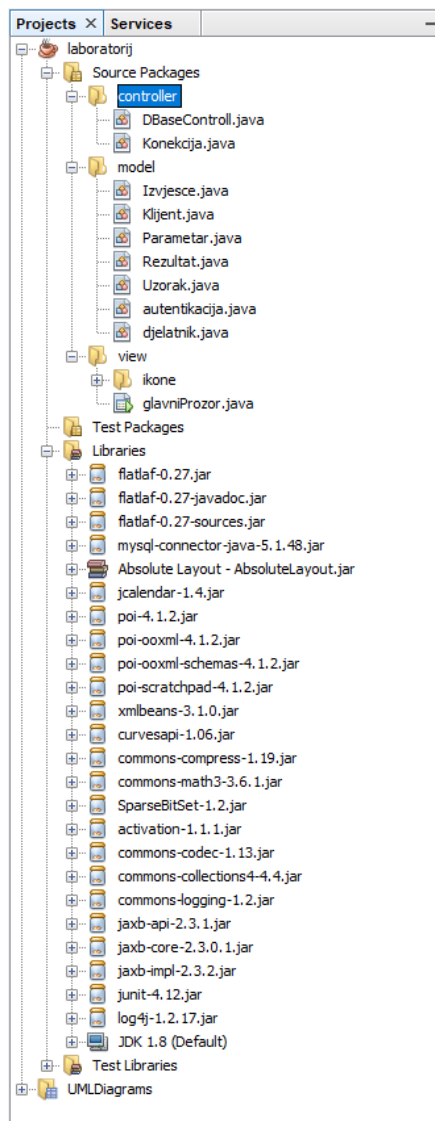 Projects × Services
laboratorij
Source Packages
controller
DBaseControll.java
Konekcija.java
model
Izvjesce.java
Klijent.java
Parametar.java
Rezultat.java
Uzorak.java
autentikacija.java
djelatnik.java
view
ikone
glavniProzor.java
Test Packages
Libraries
flatlaf-0.27.jar
flatlaf-0.27-javadoc.jar
flatlaf-0.27-sources.jar
mysql-connector-java-5.1.48.jar
Absolute Layout - AbsoluteLayout.jar
jcalendar-1.4.jar
poi-4.1.2.jar
poi-ooxml-4.1.2.jar
poi-ooxml-schemas-4.1.2.jar
poi-scratchpad-4.1.2.jar
xmlbeans-3.1.0.jar
curvesapi-1.06.jar
commons-compress-1.19.jar
commons-math3-3.6.1.jar
SparseBitSet-1.2.jar
activation-1.1.1.jar
commons-codec-1.13.jar
commons-collections4-4.4.jar
commons-logging-1.2.jar
jaxb-api-2.3.1.jar
jaxb-core-2.3.0.1.jar
jaxb-impl-2.3.2.jar
junit-4.12.jar
log4j-1.2.17.jar
JDK 1.8 (Default)
Test Libraries
UMLDiagrams